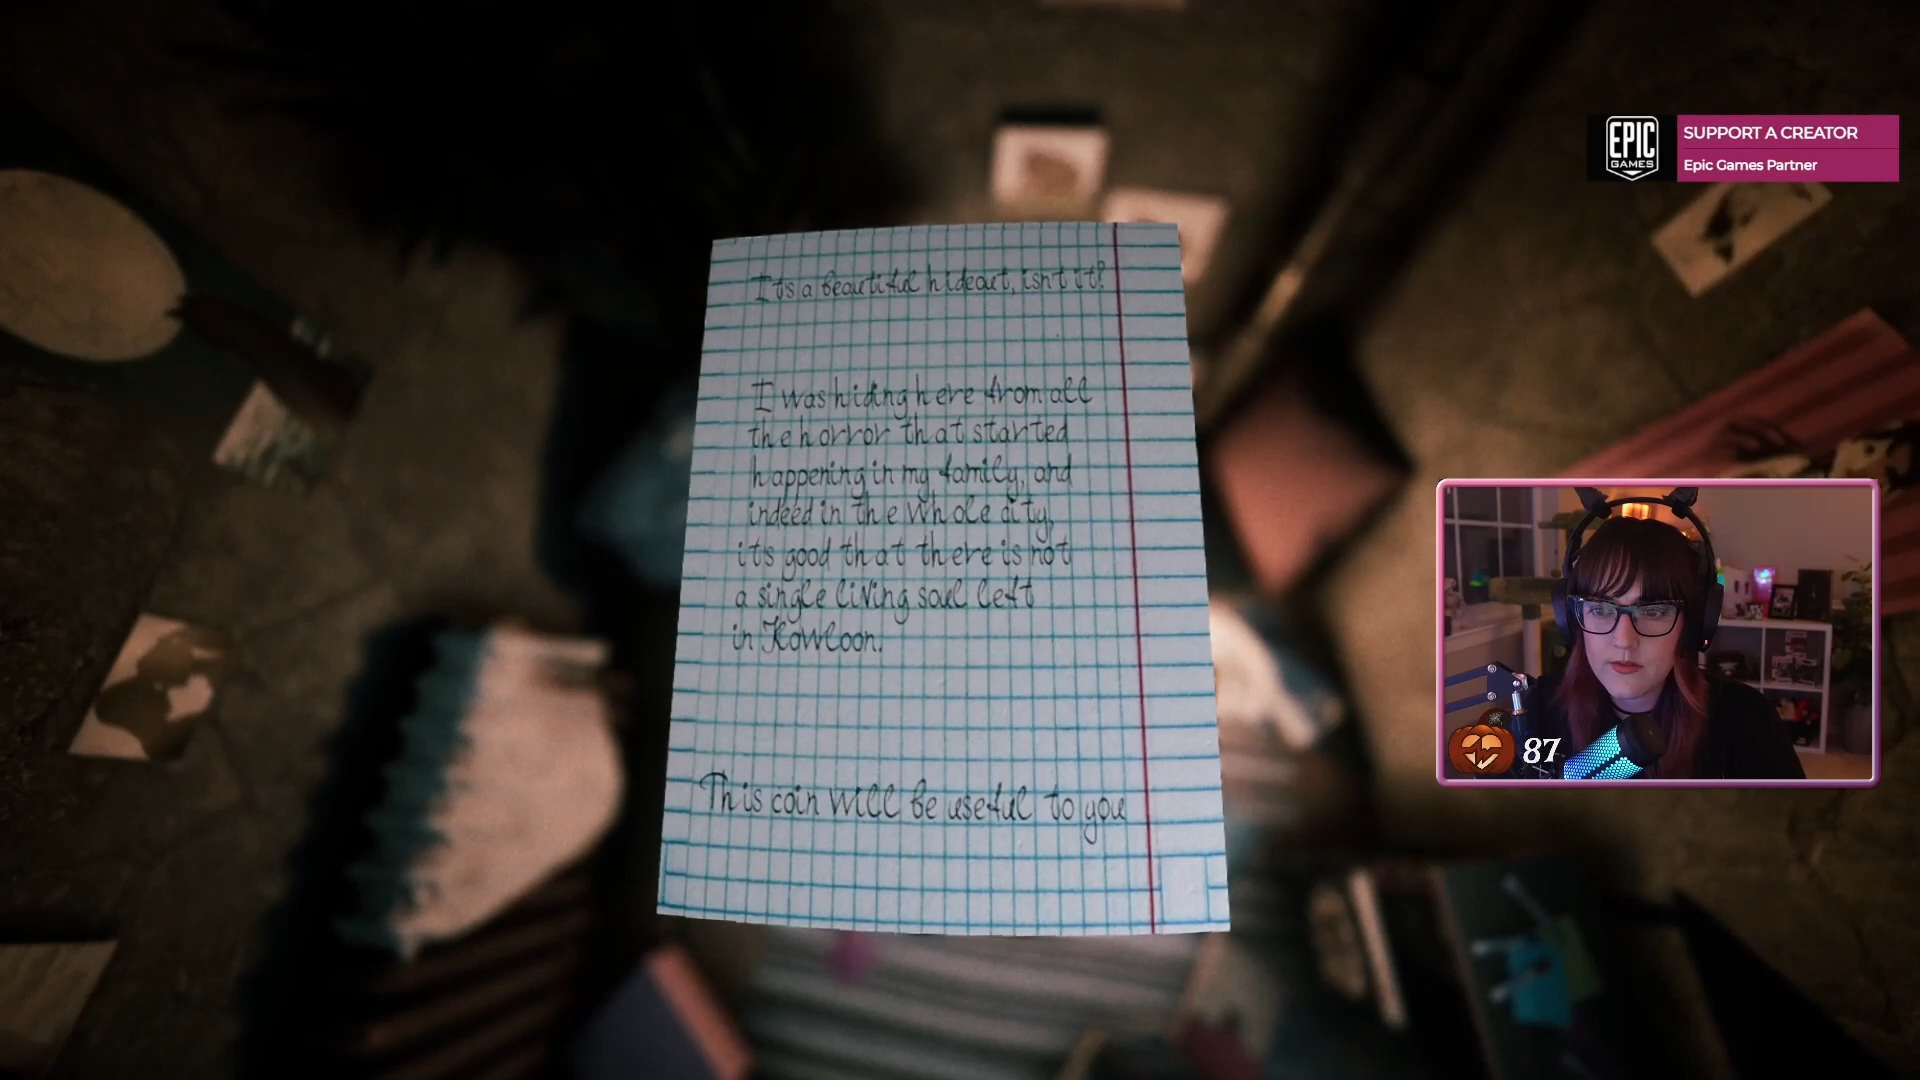 It's a beautiful hideout, isn't it?
I was hiding here from all
the horror that started
happening in my family, and
indeed in the whole city,
it's good that there is not
a single living soul left
in Kowloon.
This coin will be useful to you
EPIC
GAMES
SUPPORT A CREATOR
Epic Games Partner
87